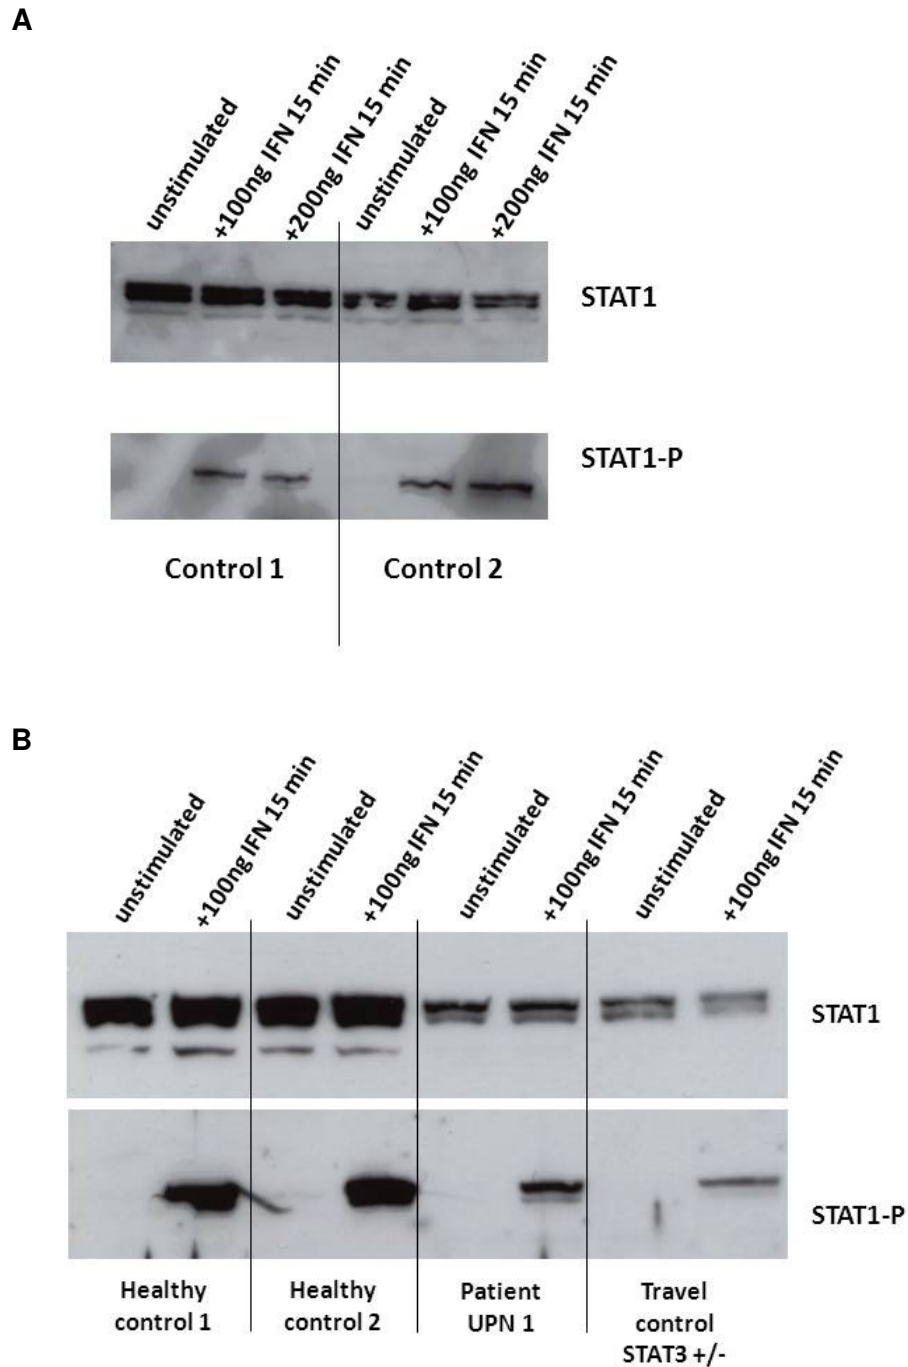 A
unstimulated
+100ng IFN 15 min
+200ng IFN 15 min
unstimulated
+100ng IFN 15 min
+200ng IFN 15 min
STAT1
STAT1-P
Control 1
Control 2
B
unstimulated
+100ng IFN 15 min
unstimulated
+100ng IFN 15 min
unstimulated
+100ng IFN 15 min
unstimulated
+100ng IFN 15 min
STAT1
STAT1-P
Healthy
control 1
Healthy
control 2
Patient
UPN 1
Travel
control
STAT3 +/-